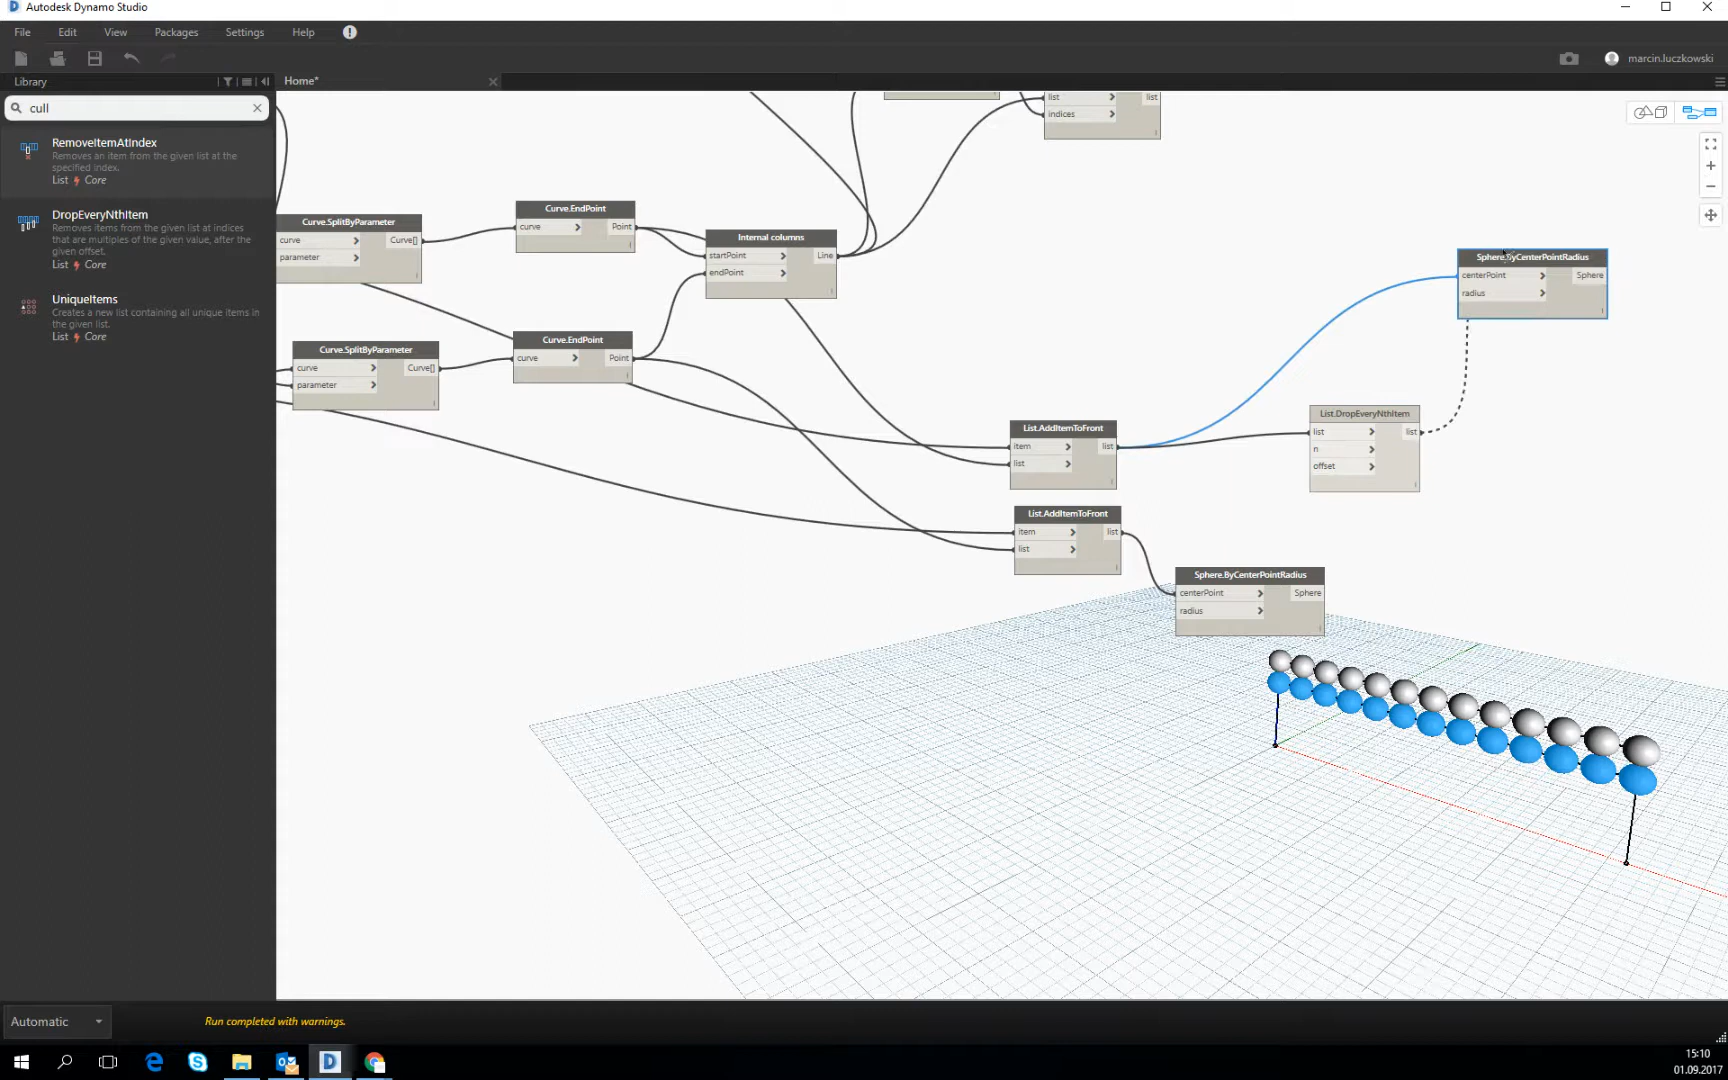 Autodesk Dynamo Studio
File Edit View Packages Settings Help
marcin.luczkowski
Library
Home*
cull
RemoveItemAtIndex
Removes an item from the given list at the
specified index.
List Core
DropEveryNthItem
Removes items from the given list at indices
that are multiples of the given value, after the
given offset.
List Core
UniqueItems
Creates a new list containing all unique items in
the given list.
List Core
list > list
indices >
Curve.SplitByParameter
curve > Curve[]
parameter >
Curve.EndPoint
curve > Point
Internal columns
startPoint > Line
endPoint >
Sphere.ByCenterPointRadius
centerPoint > Sphere
radius >
Curve.SplitByParameter
curve > Curve[]
parameter >
Curve.EndPoint
curve > Point
List.AddItemToFront
item > list
list >
List.DropEveryNthItem
list > list
n >
offset >
List.AddItemToFront
item > list
list >
Sphere.ByCenterPointRadius
centerPoint > Sphere
radius >
Automatic
Run completed with warnings.
15:10
01.09.2017